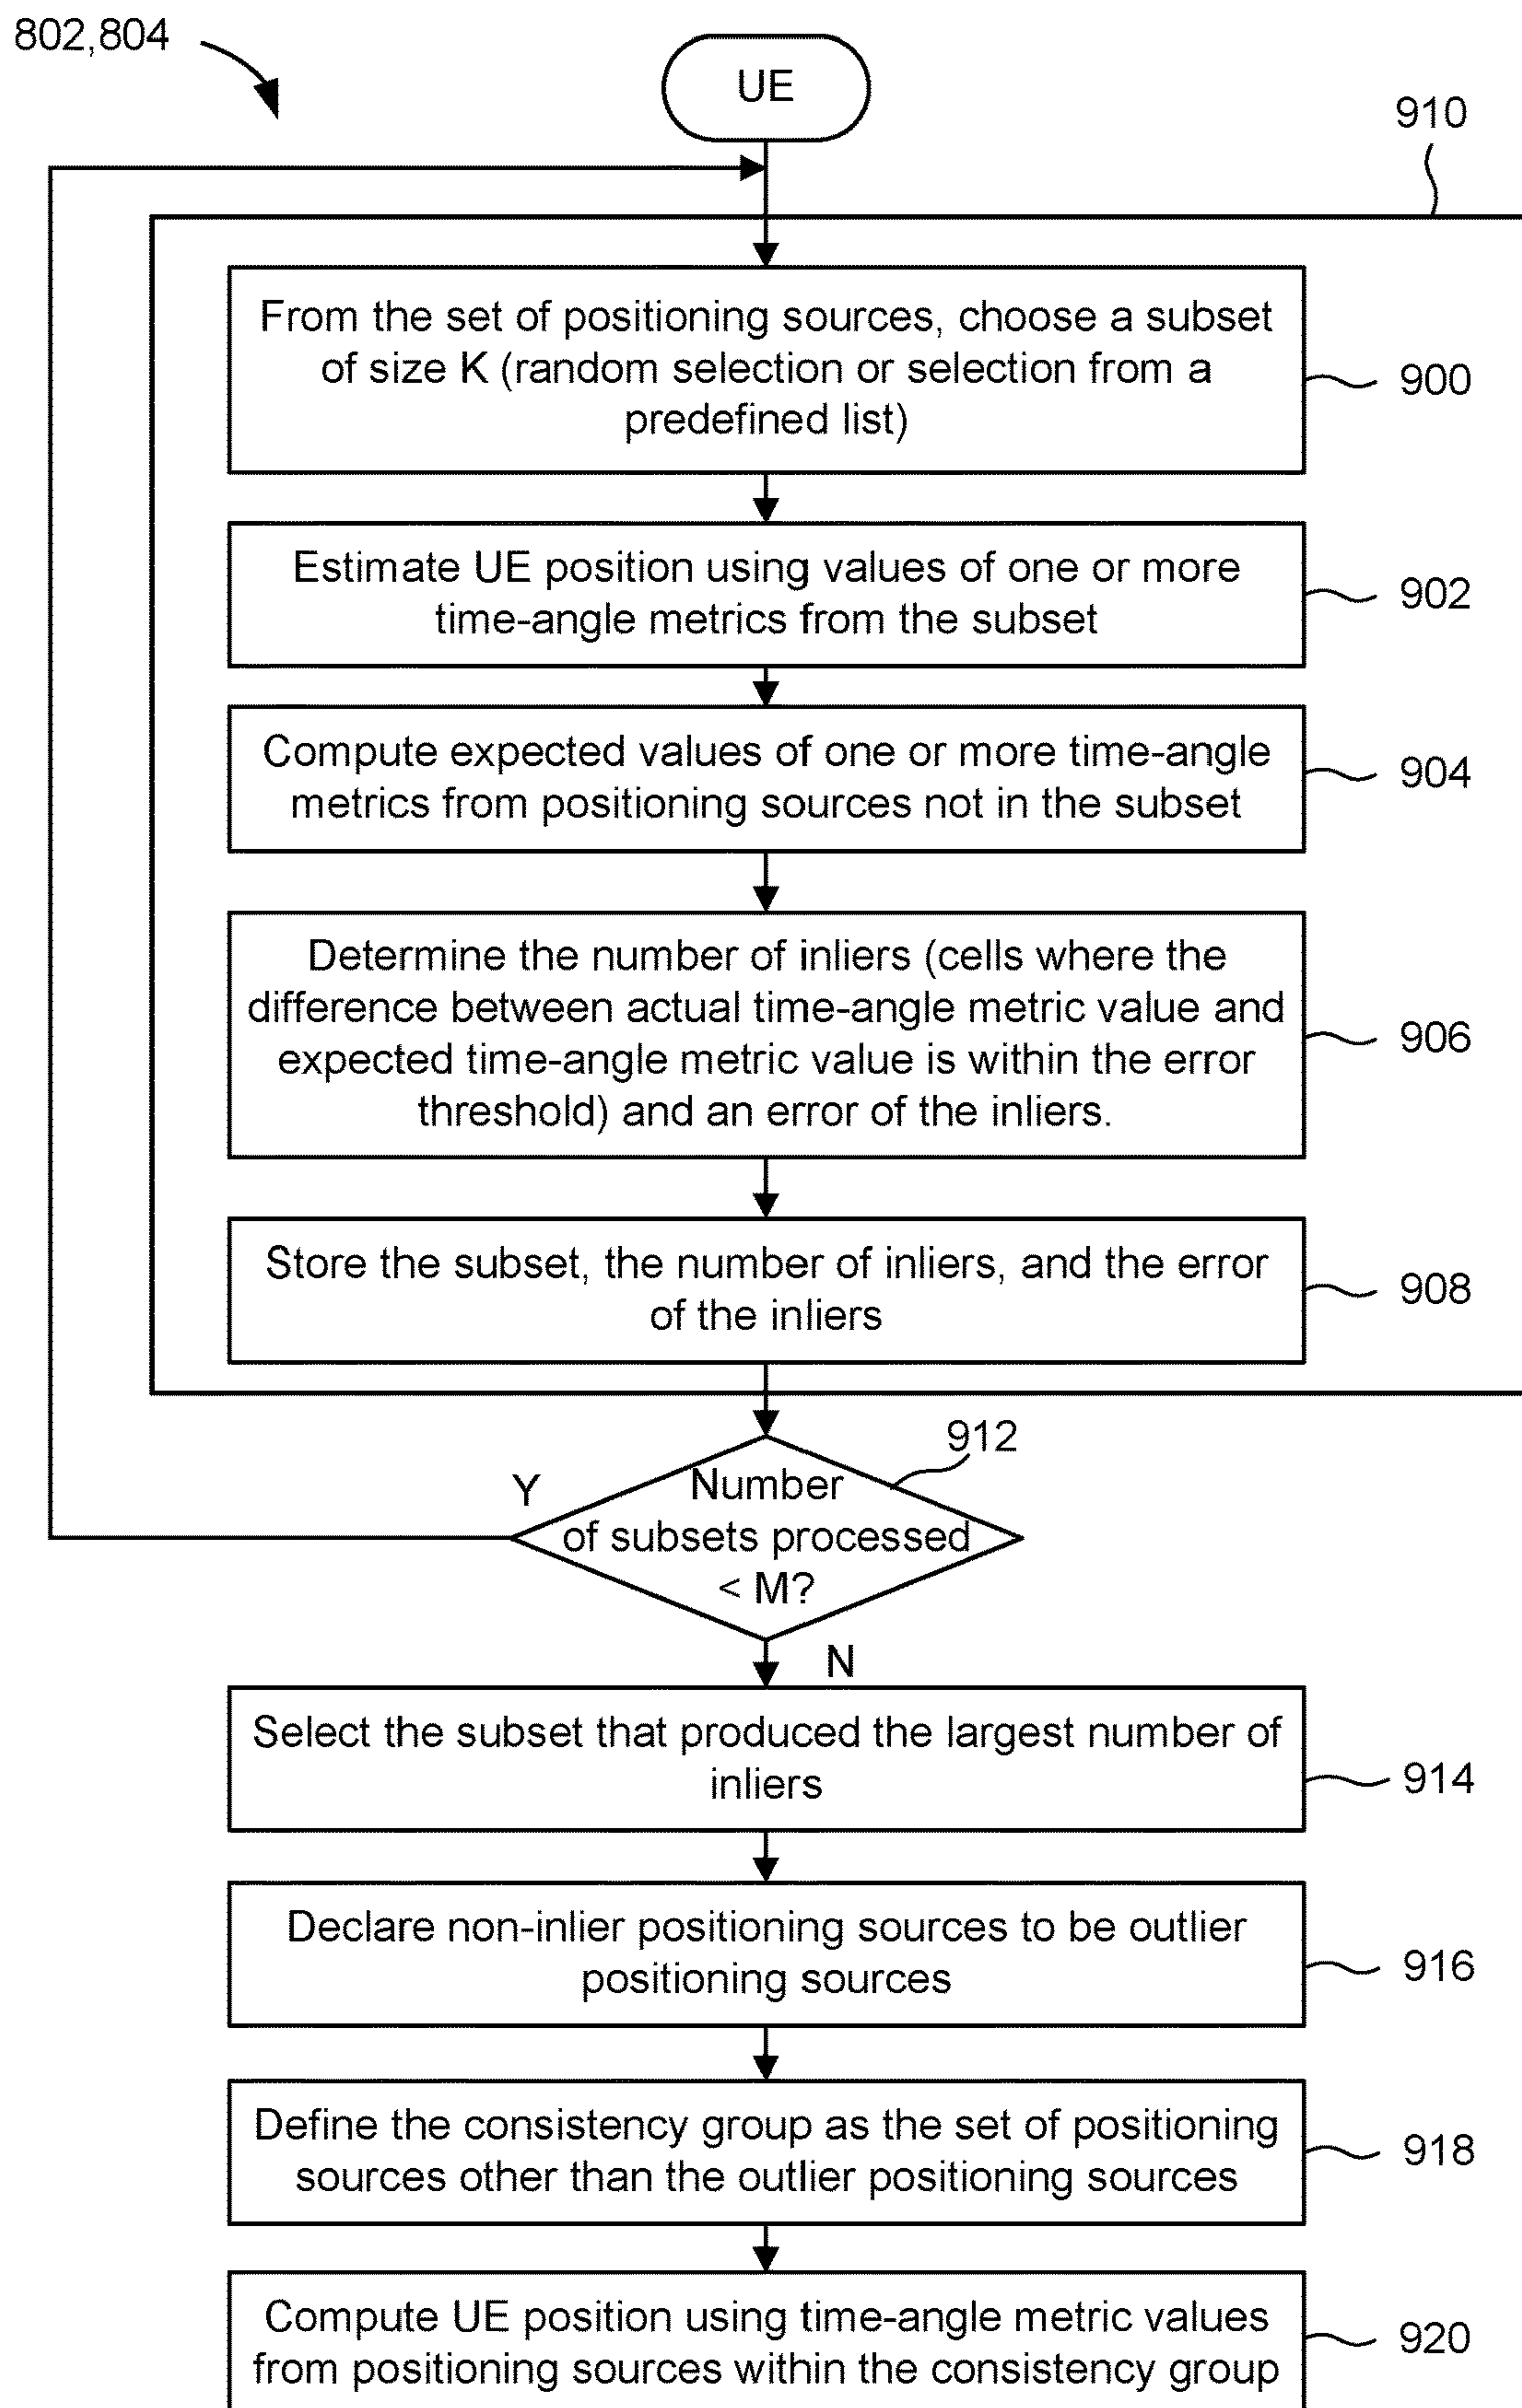 802,804
UE
910
From the set of positioning sources, choose a subset
of size K (random selection or selection from a
predefined list)
900
Estimate UE position using values of one or more
time-angle metrics from the subset
902
Compute expected values of one or more time-angle
metrics from positioning sources not in the subset
904
Determine the number of inliers (cells where the
difference between actual time-angle metric value and
expected time-angle metric value is within the error
threshold) and an error of the inliers.
906
Store the subset, the number of inliers, and the error
of the inliers
908
912
Y
Number
of subsets processed
< M?
N
Select the subset that produced the largest number of
inliers
914
Declare non-inlier positioning sources to be outlier
positioning sources
916
Define the consistency group as the set of positioning
sources other than the outlier positioning sources
918
Compute UE position using time-angle metric values
from positioning sources within the consistency group
920